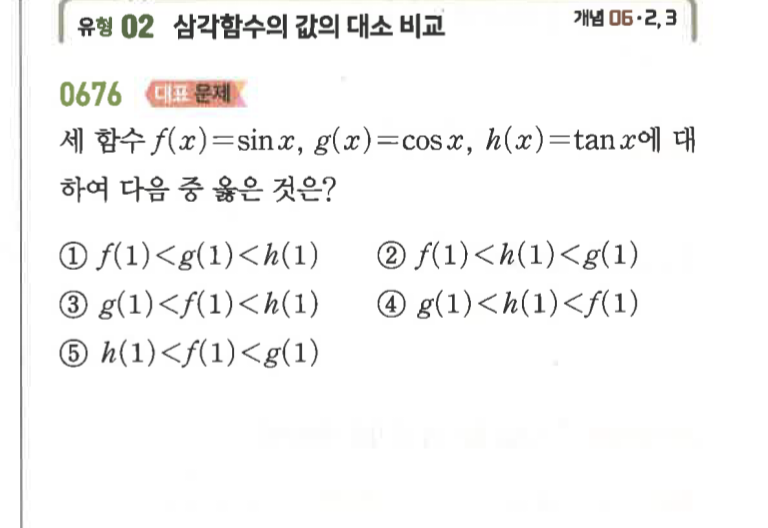 유형 02 삼각함수의 값의 대소 비교
개념 06·2, 3
0676 대표 문제
세 함수 f(x)=sin x, g(x)=cos x, h(x)=tan x에 대
하여 다음 중 옳은 것은?
① f(1)<g(1)<h(1) ② f(1)<h(1)<g(1)
③ g(1)<f(1)<h(1) ④ g(1)<h(1)<f(1)
⑤ h(1)<f(1)<g(1)